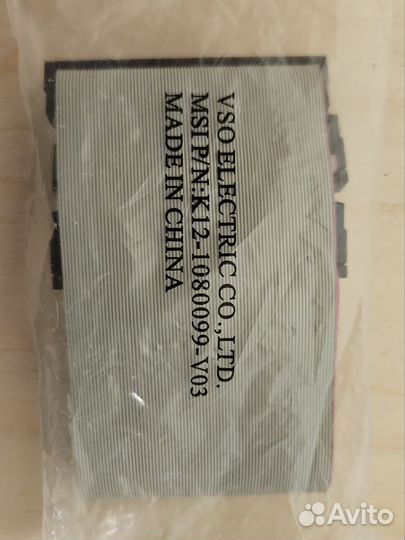 VSO ELECTRIC CO.,LTD.
MSI P/N:K12-1080099-V03
MADE IN CHINA
Avito